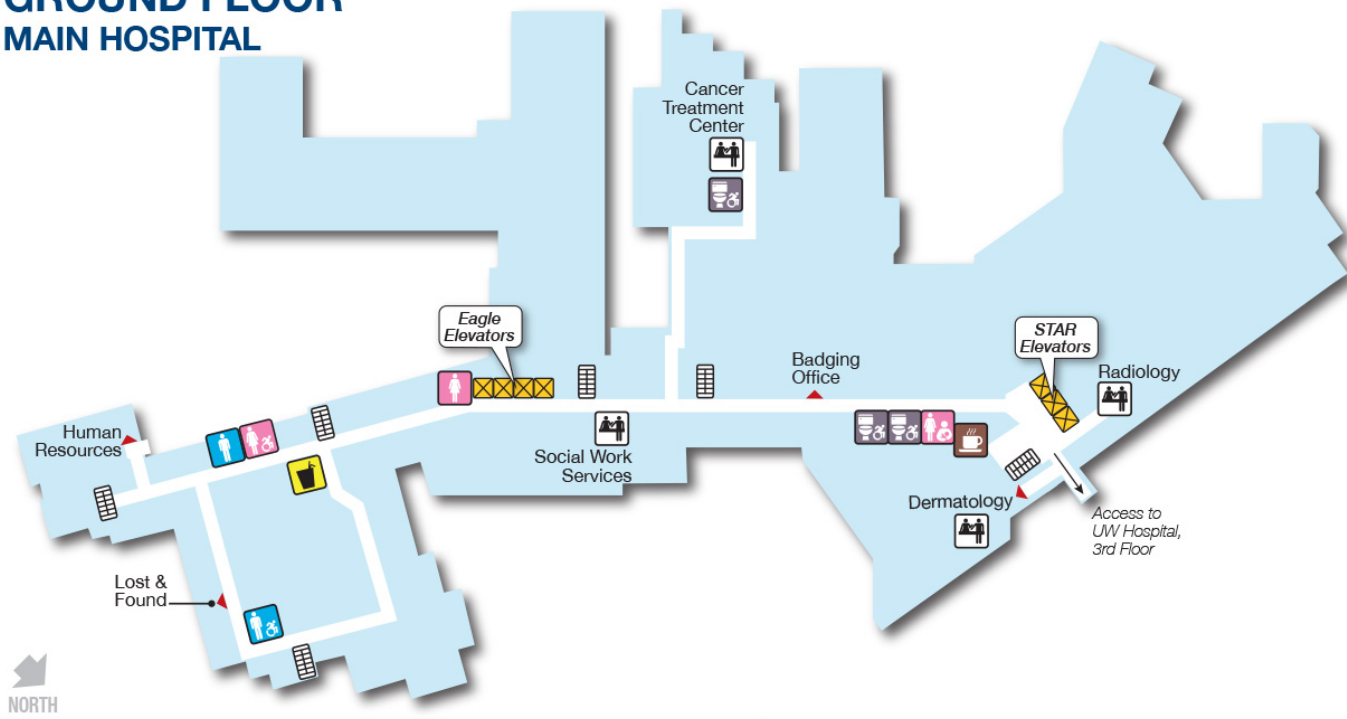 GROUND FLOOR
MAIN HOSPITAL
Cancer
Treatment
Center
Eagle
Elevators
STAR
Elevators
Badging
Office
Radiology
Human
Resources
Social Work
Services
Dermatology
Access to
UW Hospital,
3rd Floor
Lost &
Found
NORTH